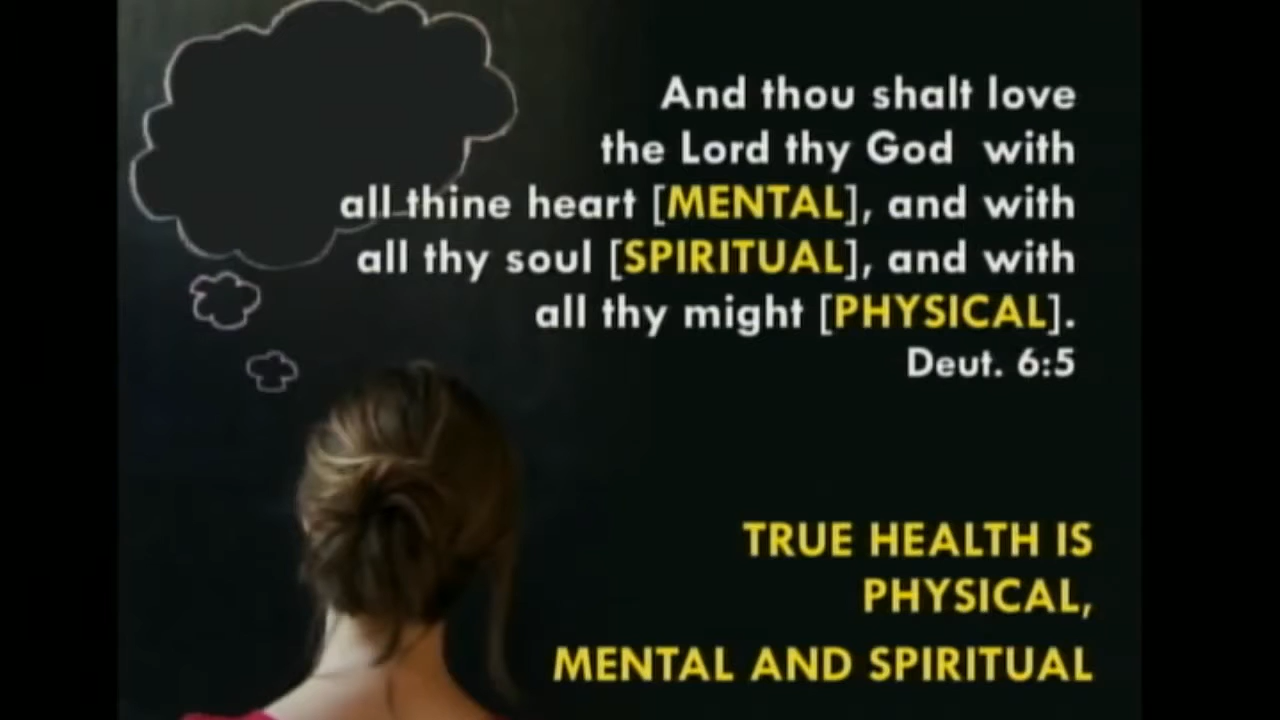 And thou shalt love
the Lord thy God with
all thine heart [MENTAL], and with
all thy soul [SPIRITUAL], and with
all thy might [PHYSICAL].
Deut. 6:5
TRUE HEALTH IS
PHYSICAL,
MENTAL AND SPIRITUAL